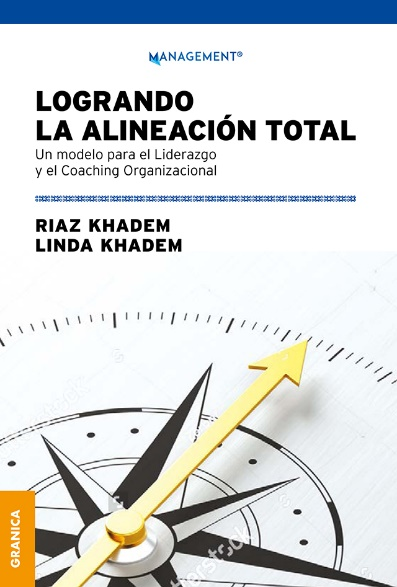 MANAGEMENT®
LOGRANDO
LA ALINEACIÓN TOTAL
Un modelo para el Liderazgo
y el Coaching Organizacional
RIAZ KHADEM
LINDA KHADEM
GRANICA